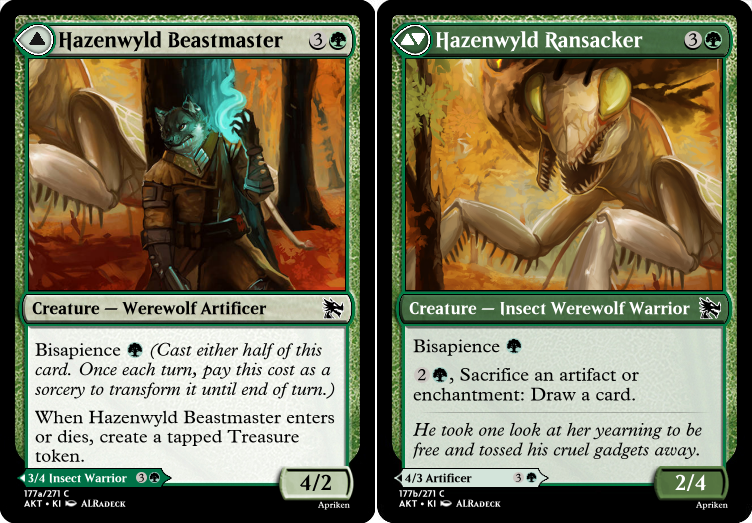 Hazenwyld Beastmaster 3
Creature — Werewolf Artificer
Bisapience (Cast either half of this
card. Once each turn, pay this cost as a
sorcery to transform it until end of turn.)
When Hazenwyld Beastmaster enters
or dies, create a tapped Treasure
token.
3/4 Insect Warrior 3
4/2
177a/271 C
AKT • KI ALRadeck
Apriken
Hazenwyld Ransacker 3
Creature — Insect Werewolf Warrior
Bisapience
2 , Sacrifice an artifact or
enchantment: Draw a card.
He took one look at her yearning to be
free and tossed his cruel gadgets away.
4/3 Artificer 3
2/4
177b/271 C
AKT • KI ALRadeck
Apriken